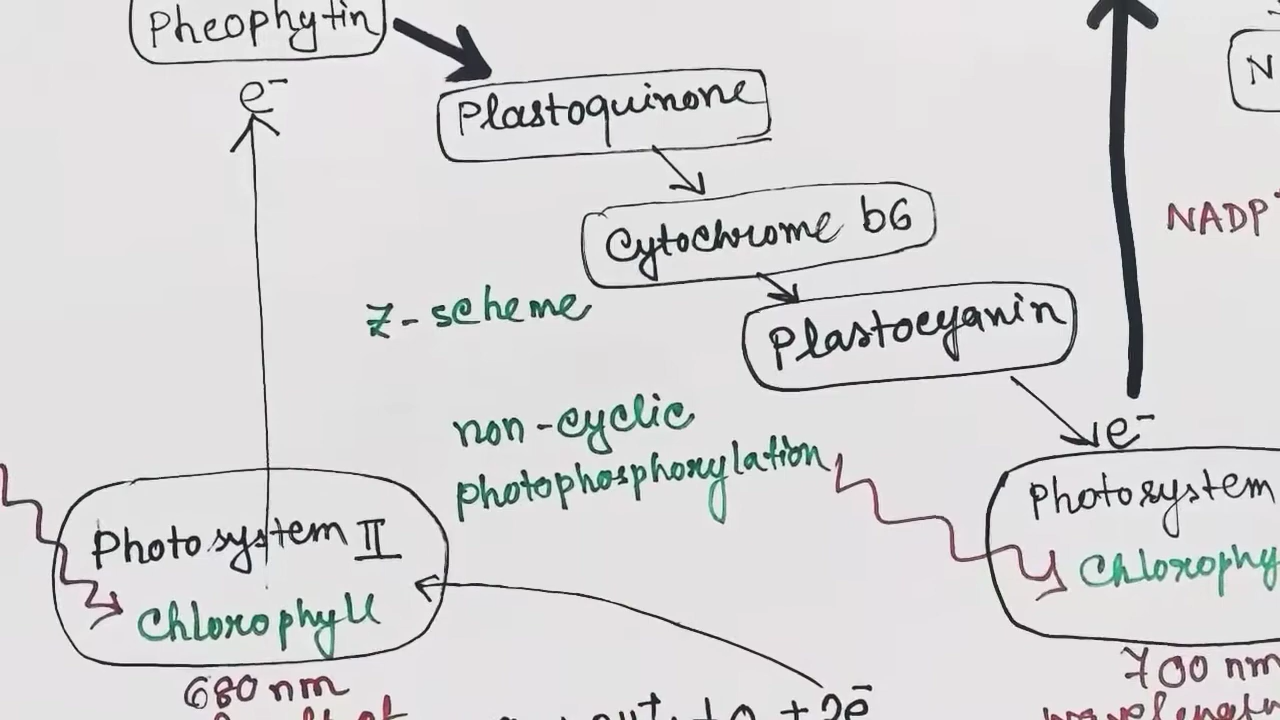 Pheophytin
e⁻
Plastoquinone
N
Cytochrome b6
NADP⁺
Z-scheme
Plastocyanin
non-cyclic
photophosphorylation
e⁻
Photosystem II
Chlorophyll
680 nm
Photosystem
Chlorophy
700 nm
+ 2e⁻